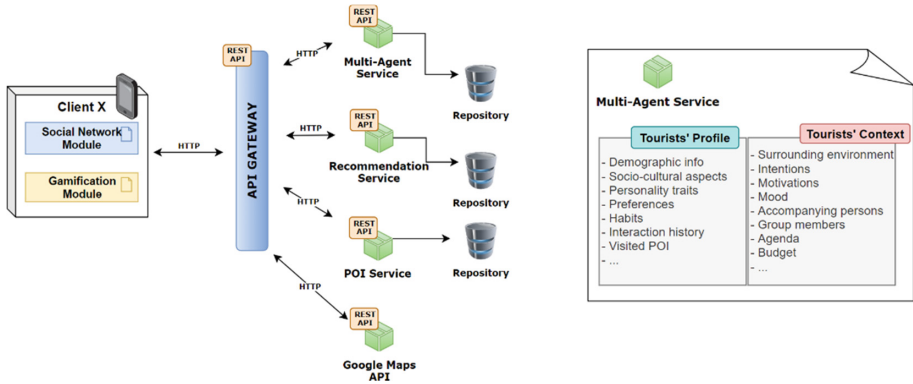 Client X
Social Network
Module
Gamification
Module
HTTP
REST
API
API GATEWAY
HTTP
REST
API
Multi-Agent
Service
Repository
HTTP
REST
API
Recommendation
Service
Repository
HTTP
REST
API
POI Service
Repository
HTTP
REST
API
Google Maps
API
Multi-Agent Service
Tourists' Profile
- Demographic info
- Socio-cultural aspects
- Personality traits
- Preferences
- Habits
- Interaction history
- Visited POI
- ...
Tourists' Context
- Surrounding environment
- Intentions
- Motivations
- Mood
- Accompanying persons
- Group members
- Agenda
- Budget
- ...